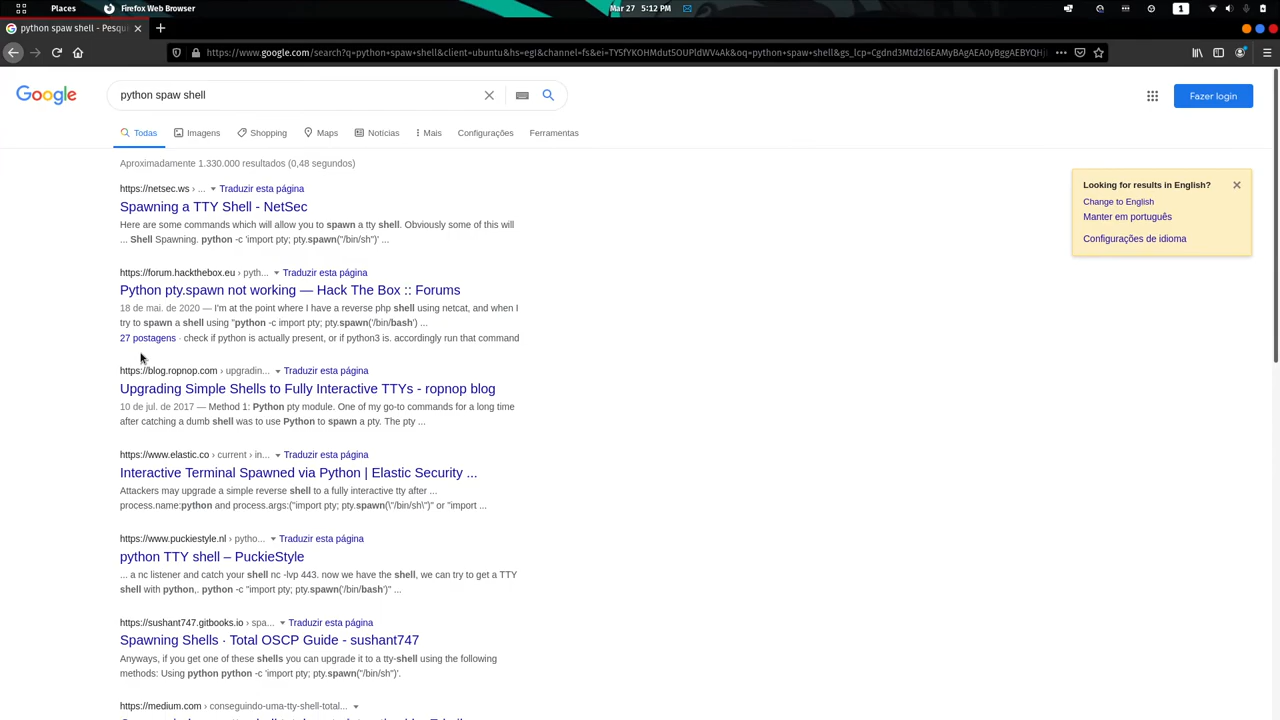 Places
Firefox Web Browser
Mar 27 5:12 PM
1
python spaw shell - Pesqu
https://www.google.com/search?q=python+spaw+shell&client=ubuntu&hs=egI&channel=fs&ei=TY5fYKOHMdut5OUPldWV4Ak&oq=python+spaw+shell&gs_lcp=
Google
python spaw shell
Fazer login
Todas
Imagens
Shopping
Maps
Notícias
Mais
Configurações
Ferramentas
Aproximadamente 1.330.000 resultados (0,48 segundos)
https://netsec.ws › ... Traduzir esta página
Spawning a TTY Shell - NetSec
Here are some commands which will allow you to spawn a tty shell. Obviously some of this will
... Shell Spawning. python -c 'import pty; pty.spawn("/bin/sh")' ...
https://forum.hackthebox.eu › pyth... Traduzir esta página
Python pty.spawn not working — Hack The Box :: Forums
18 de mai. de 2020 — I'm at the point where I have a reverse php shell using netcat, and when I
try to spawn a shell using "python -c import pty; pty.spawn('/bin/bash') ...
27 postagens · check if python is actually present, or if python3 is. accordingly run that command
https://blog.ropnop.com › upgradin... Traduzir esta página
Upgrading Simple Shells to Fully Interactive TTYs - ropnop blog
10 de jul. de 2017 — Method 1: Python pty module. One of my go-to commands for a long time
after catching a dumb shell was to use Python to spawn a pty. The pty ...
https://www.elastic.co › current › in... Traduzir esta página
Interactive Terminal Spawned via Python | Elastic Security ...
Attackers may upgrade a simple reverse shell to a fully interactive tty after ...
process.name:python and process.args:("import pty; pty.spawn(\"/bin/sh\")" or "import ...
https://www.puckiestyle.nl › pytho... Traduzir esta página
python TTY shell – PuckieStyle
... a nc listener and catch your shell nc -lvp 443. now we have the shell, we can try to get a TTY
shell with python,. python -c "import pty; pty.spawn('/bin/bash')" ...
https://sushant747.gitbooks.io › spa... Traduzir esta página
Spawning Shells · Total OSCP Guide - sushant747
Anyways, if you get one of these shells you can upgrade it to a tty-shell using the following
methods: Using python python -c 'import pty; pty.spawn("/bin/sh")'.
https://medium.com › conseguindo-uma-tty-shell-total...
Looking for results in English?
Change to English
Manter em português
Configurações de idioma